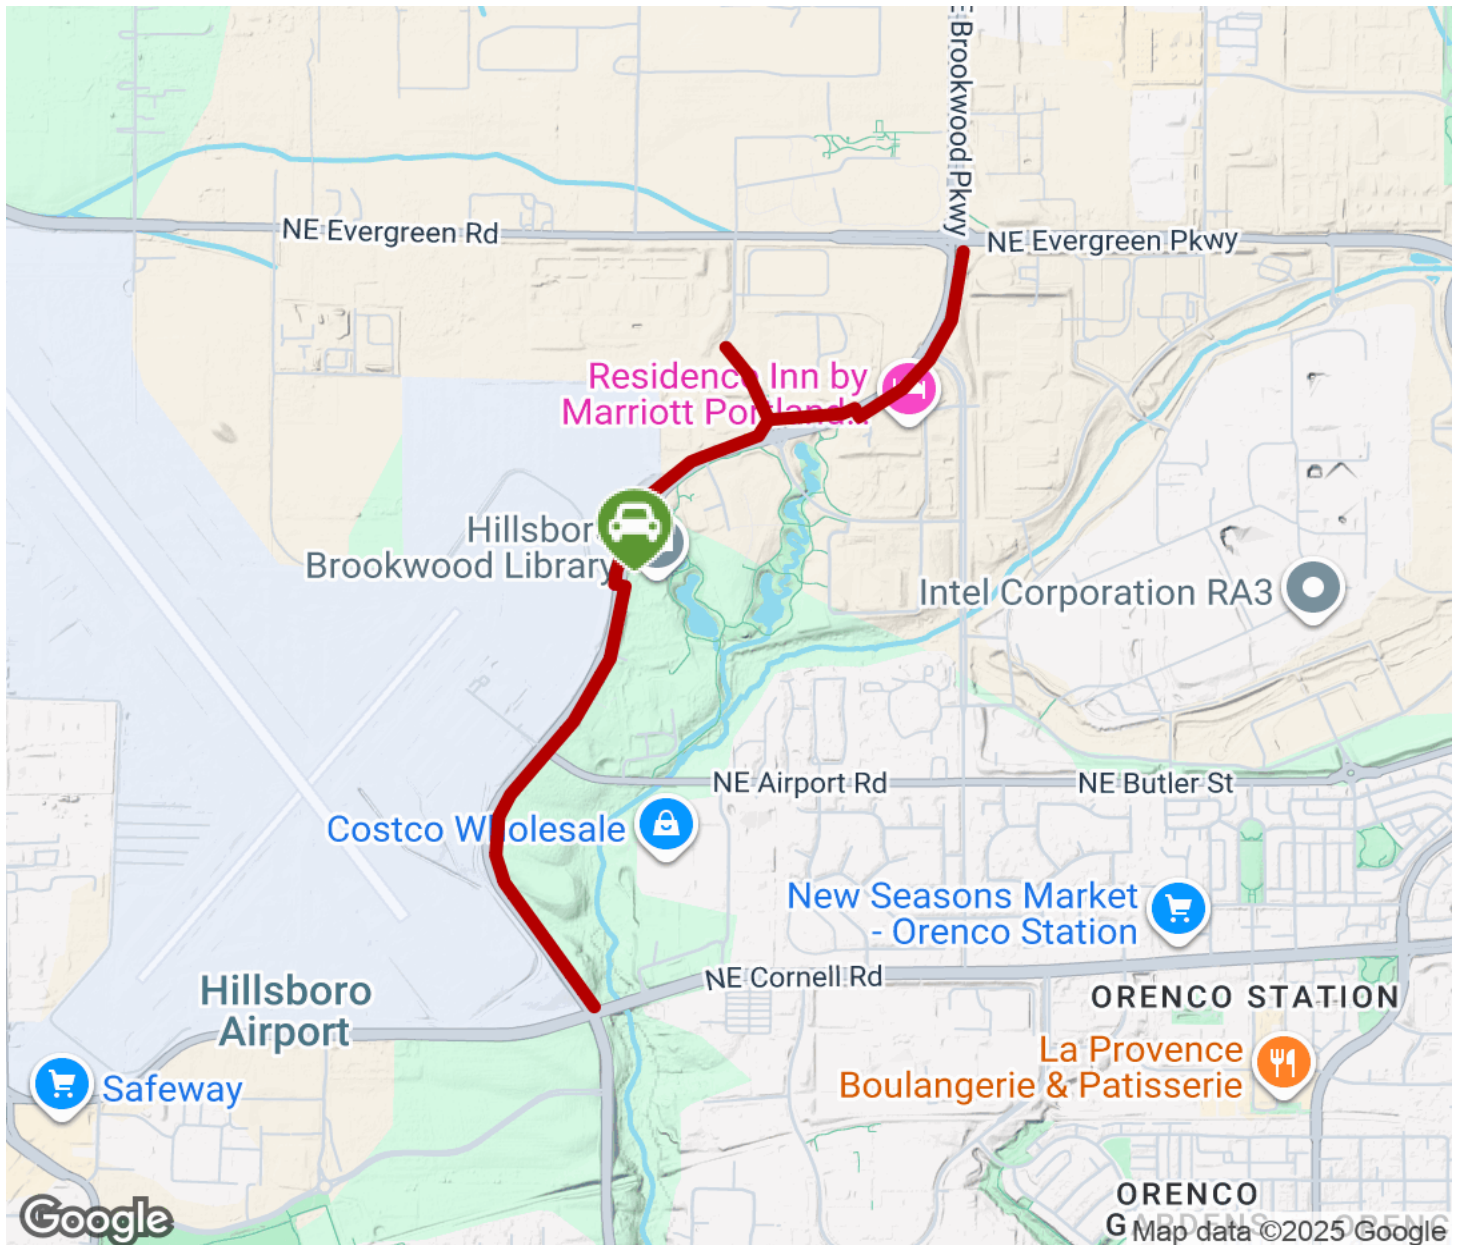 E Brookwood Pkwy
NE Evergreen Rd
NE Evergreen Pkwy
Residence Inn by
Marriott Portland...
Hillsboro
Brookwood Library
Intel Corporation RA3
NE Airport Rd
NE Butler St
Costco Wholesale
New Seasons Market
- Orenco Station
NE Cornell Rd
Hillsboro
Airport
ORENCO STATION
La Provence
Boulangerie & Patisserie
Safeway
ORENCO
GARDENS
Google
Map data ©2025 Google